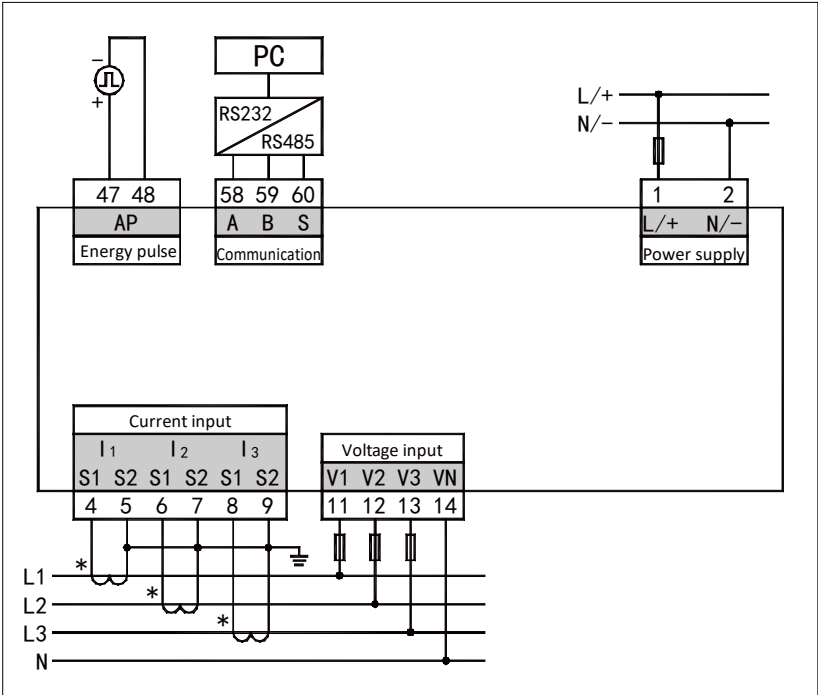 PC
RS232
RS485
L/+
N/-
- 
+
47 48
AP
Energy pulse
58 59 60
A B S
Communication
1 2
L/+ N/-
Power supply
Current input
I1 I2 I3
S1 S2 S1 S2 S1 S2
4 5 6 7 8 9
Voltage input
V1 V2 V3 VN
11 12 13 14
*
L1
*
L2
*
L3
N